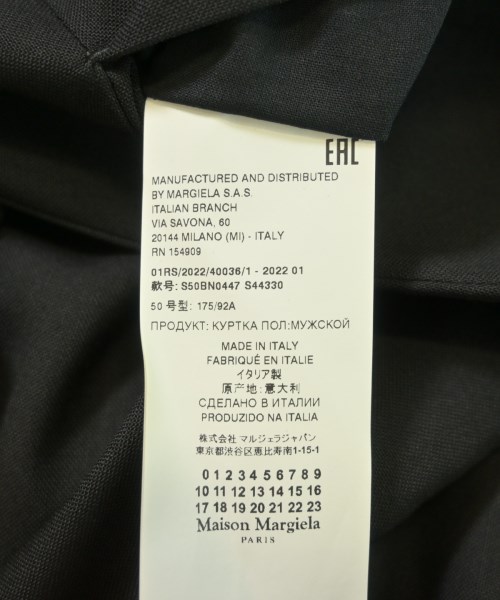 EAC
MANUFACTURED AND DISTRIBUTED
BY MARGIELA S.A.S.
ITALIAN BRANCH
VIA SAVONA, 60
20144 MILANO (MI) - ITALY
RN 154909
01RS/2022/40036/1 - 2022 01
款号: S50BN0447 S44330
50 号型: 175/92A
ПРОДУКТ: КУРТКА ПОЛ:МУЖСКОЙ
MADE IN ITALY
FABRIQUÉ EN ITALIE
イタリア製
原产地:意大利
СДЕЛАНО В ИТАЛИИ
PRODUZIDO NA ITALIA
株式会社 マルジェラジャパン
東京都渋谷区恵比寿南1-15-1
0 1 2 3 4 5 6 7 8 9
10 11 12 13 14 15 16
17 18 19 20 21 22 23
Maison Margiela
PARIS